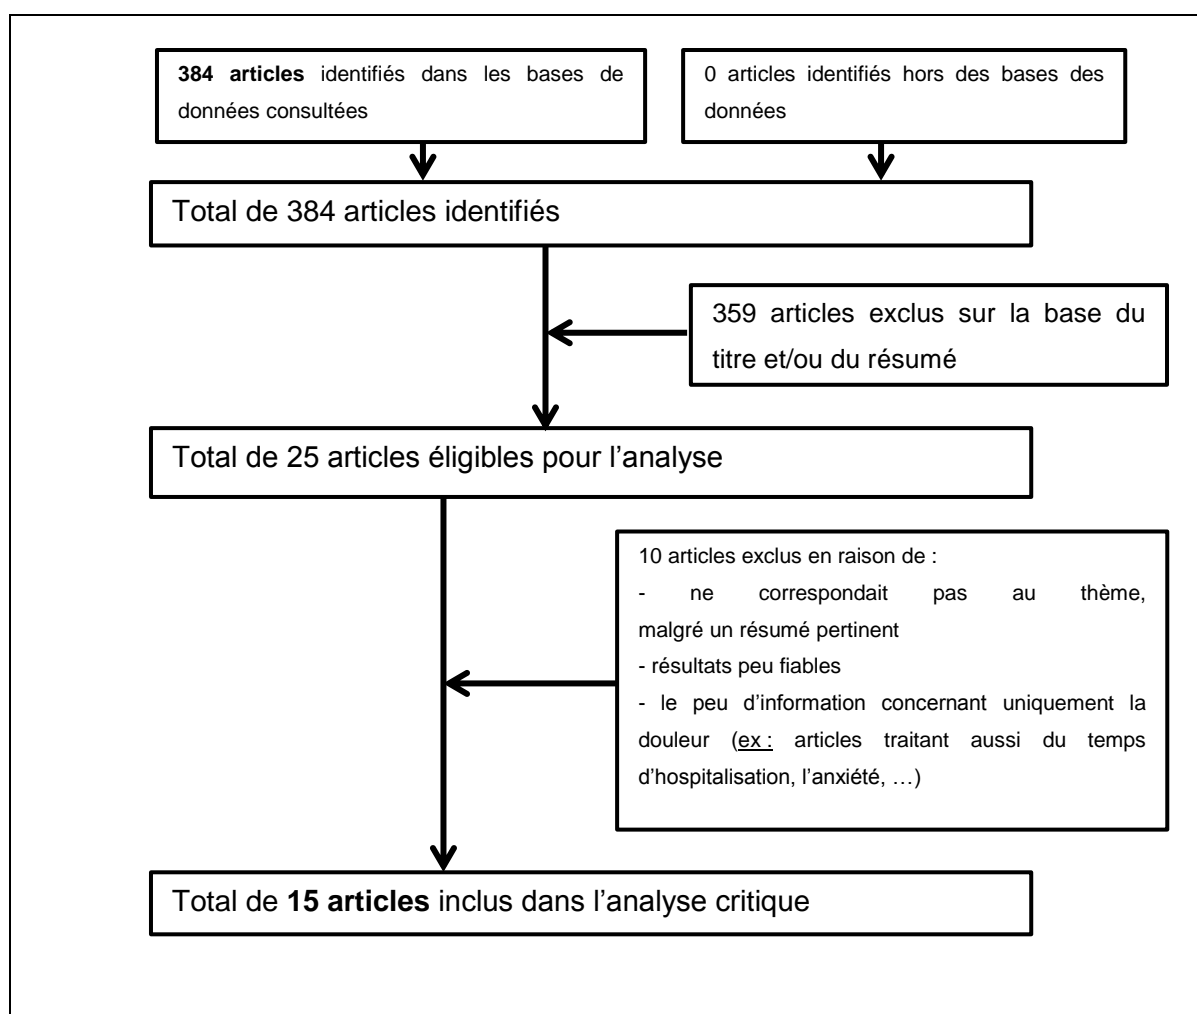 384 articles identifiés dans les bases de
données consultées
0 articles identifiés hors des bases des
données
Total de 384 articles identifiés
359 articles exclus sur la base du
titre et/ou du résumé
Total de 25 articles éligibles pour l’analyse
10 articles exclus en raison de :
- ne correspondait pas au thème,
malgré un résumé pertinent
- résultats peu fiables
- le peu d’information concernant uniquement la
douleur (ex : articles traitant aussi du temps
d’hospitalisation, l’anxiété, …)
Total de 15 articles inclus dans l’analyse critique